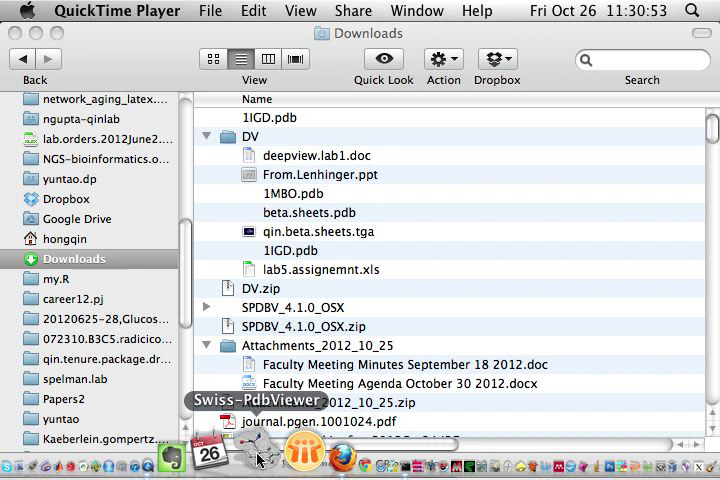 QuickTime Player File Edit View Share Window Help Fri Oct 26 11:30:53
Downloads
Back View Quick Look Action Dropbox Search
Name
network_aging_latex....
ngupta-qinlab
lab.orders.2012June2....
NGS-bioinformatics.o...
yuntao.dp
Dropbox
Google Drive
hongqin
Downloads
my.R
career12.pj
20120625-28,Glucos...
072310.B3C5.radicico...
qin.tenure.package.dr...
spelman.lab
Papers2
yuntao
Kaeberlein.gompertz....
1IGD.pdb
DV
deepview.lab1.doc
From.Lenhinger.ppt
1MBO.pdb
beta.sheets.pdb
qin.beta.sheets.tga
1IGD.pdb
lab5.assignemnt.xls
DV.zip
SPDBV_4.1.0_OSX
SPDBV_4.1.0_OSX.zip
Attachments_2012_10_25
Faculty Meeting Minutes September 18 2012.doc
Faculty Meeting Agenda October 30 2012.docx
Attachments_2012_10_25.zip
journal.pgen.1001024.pdf
Swiss-PdbViewer
OCT
26